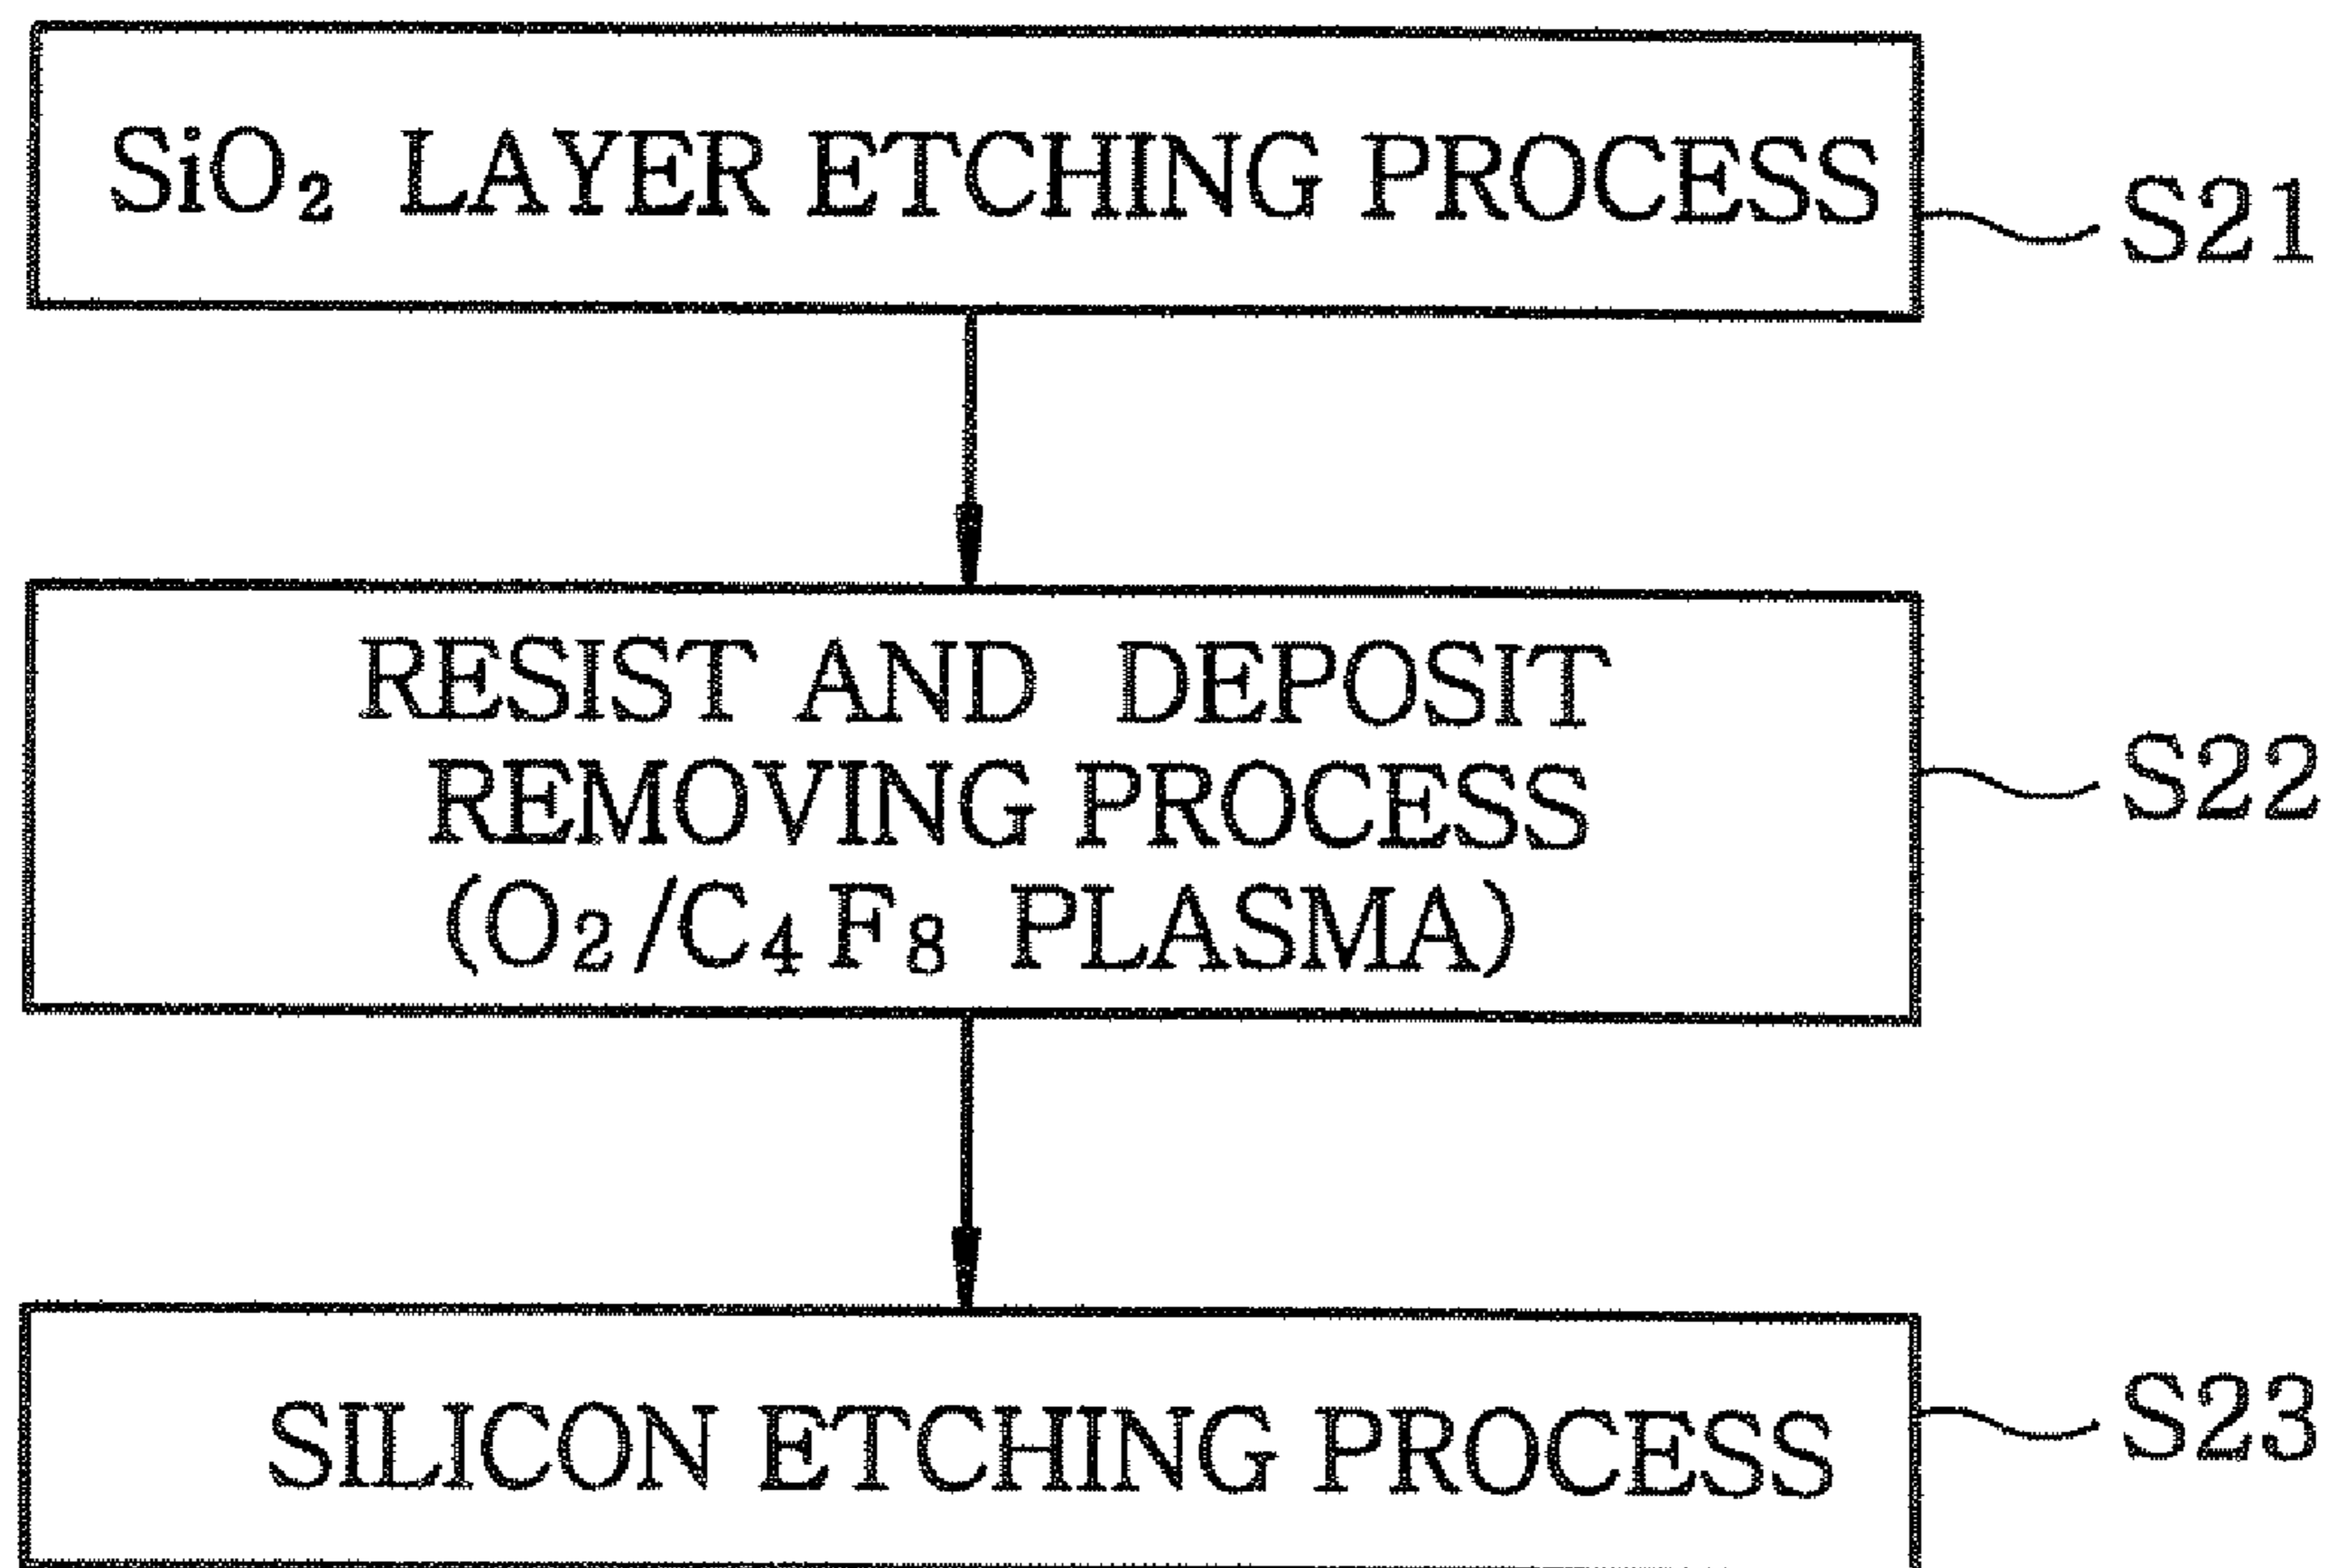 SiO₂ LAYER ETCHING PROCESS
S21
RESIST AND DEPOSIT
REMOVING PROCESS
(O₂/C₄F₈ PLASMA)
S22
SILICON ETCHING PROCESS
S23